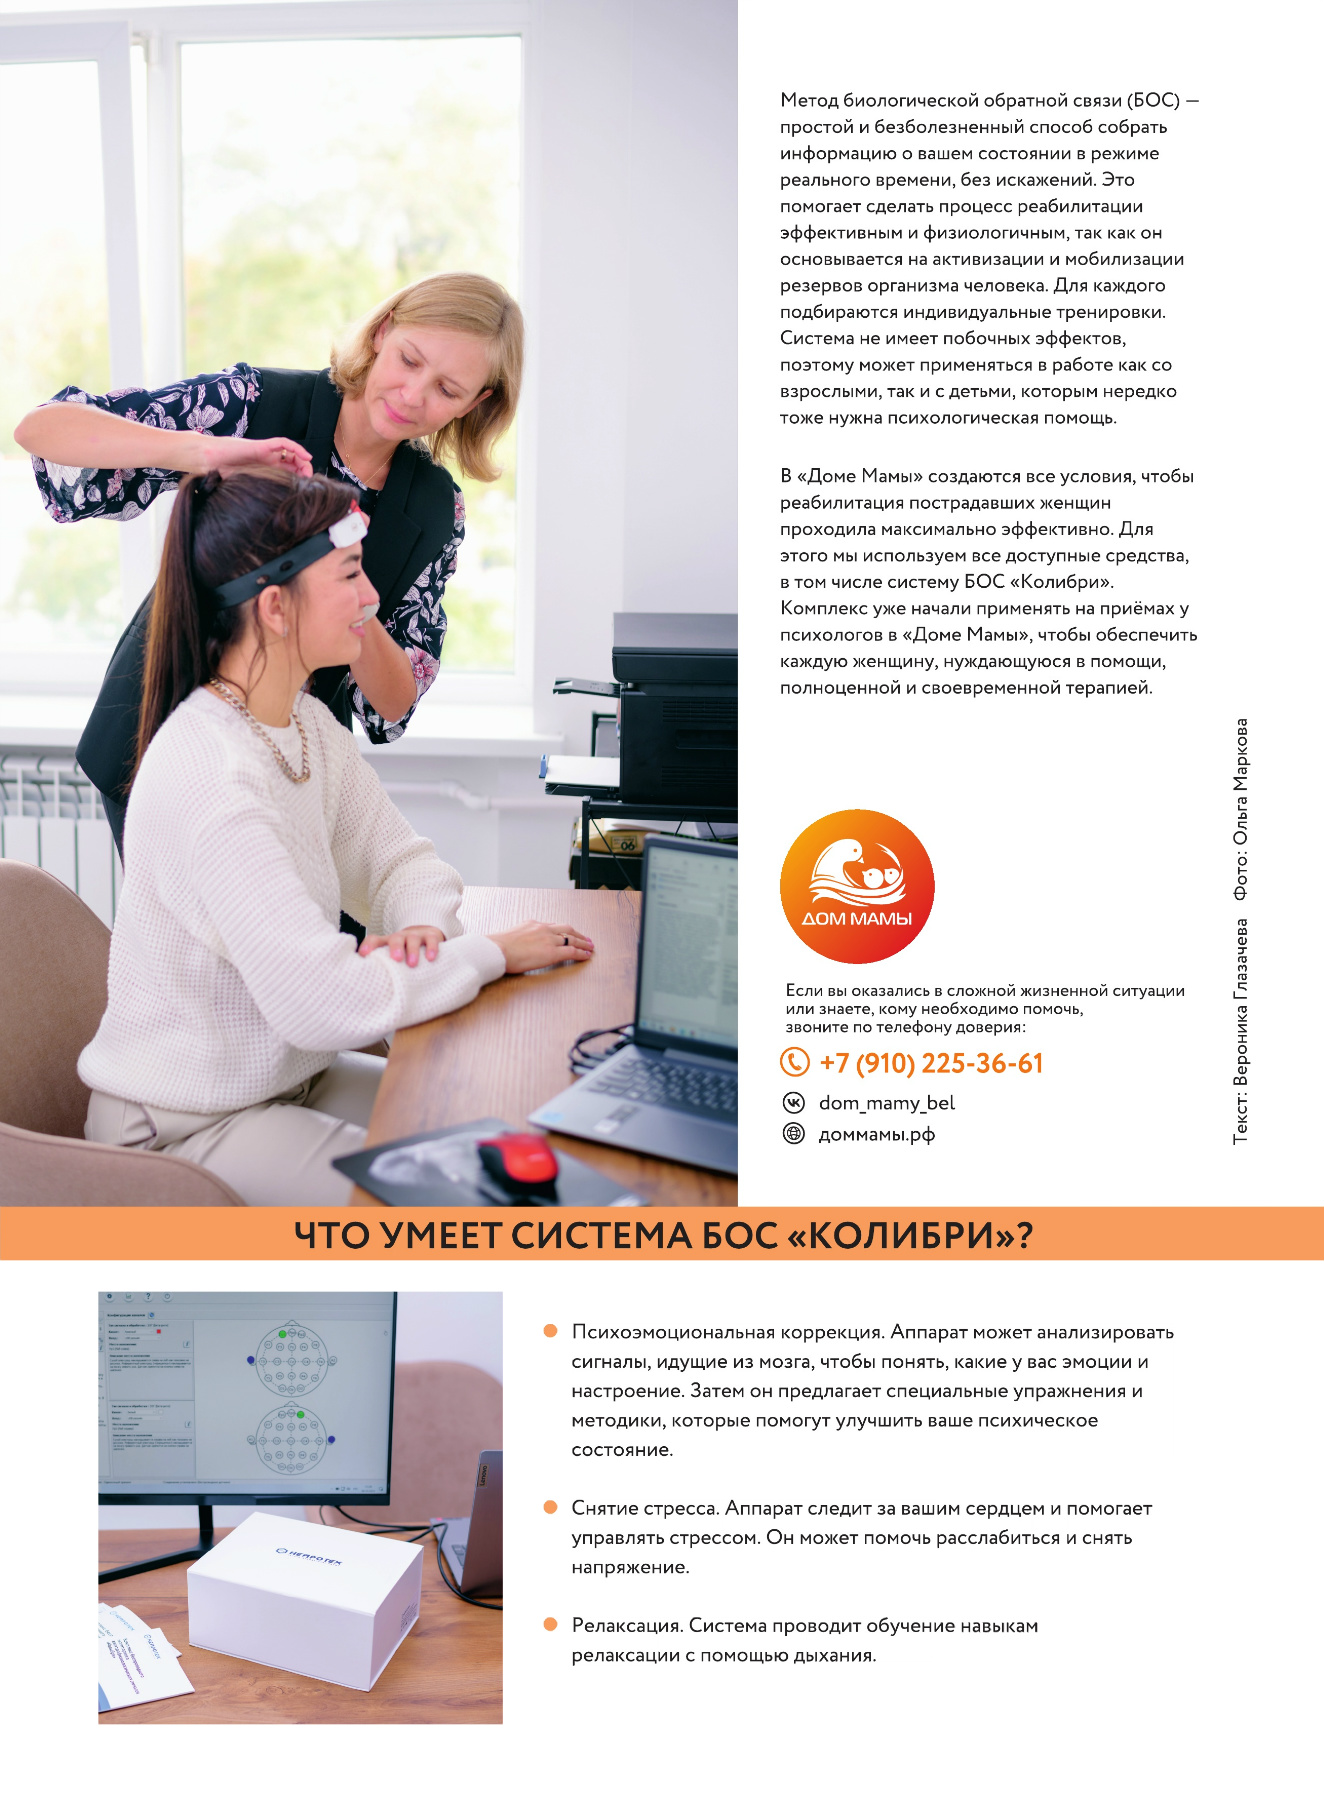 Метод биологической обратной связи (БОС) —
простой и безболезненный способ собрать
информацию о вашем состоянии в режиме
реального времени, без искажений. Это
помогает сделать процесс реабилитации
эффективным и физиологичным, так как он
основывается на активизации и мобилизации
резервов организма человека. Для каждого
подбираются индивидуальные тренировки.
Система не имеет побочных эффектов,
поэтому может применяться в работе как со
взрослыми, так и с детьми, которым нередко
тоже нужна психологическая помощь.
В «Доме Мамы» создаются все условия, чтобы
реабилитация пострадавших женщин
проходила максимально эффективно. Для
этого мы используем все доступные средства,
в том числе систему БОС «Колибри».
Комплекс уже начали применять на приёмах у
психологов в «Доме Мамы», чтобы обеспечить
каждую женщину, нуждающуюся в помощи,
полноценной и своевременной терапией.
ДОМ МАМЫ
Если вы оказались в сложной жизненной ситуации
или знаете, кому необходимо помочь,
звоните по телефону доверия:
+7 (910) 225-36-61
dom_mamy_bel
доммамы.рф
Текст: Вероника Глазачева Фото: Ольга Маркова
06
ЧТО УМЕЕТ СИСТЕМА БОС «КОЛИБРИ»?
Психоэмоциональная коррекция. Аппарат может анализировать
сигналы, идущие из мозга, чтобы понять, какие у вас эмоции и
настроение. Затем он предлагает специальные упражнения и
методики, которые помогут улучшить ваше психическое
состояние.
Снятие стресса. Аппарат следит за вашим сердцем и помогает
управлять стрессом. Он может помочь расслабиться и снять
напряжение.
Релаксация. Система проводит обучение навыкам
релаксации с помощью дыхания.
НЕЙРОТЕХ
Lenovo